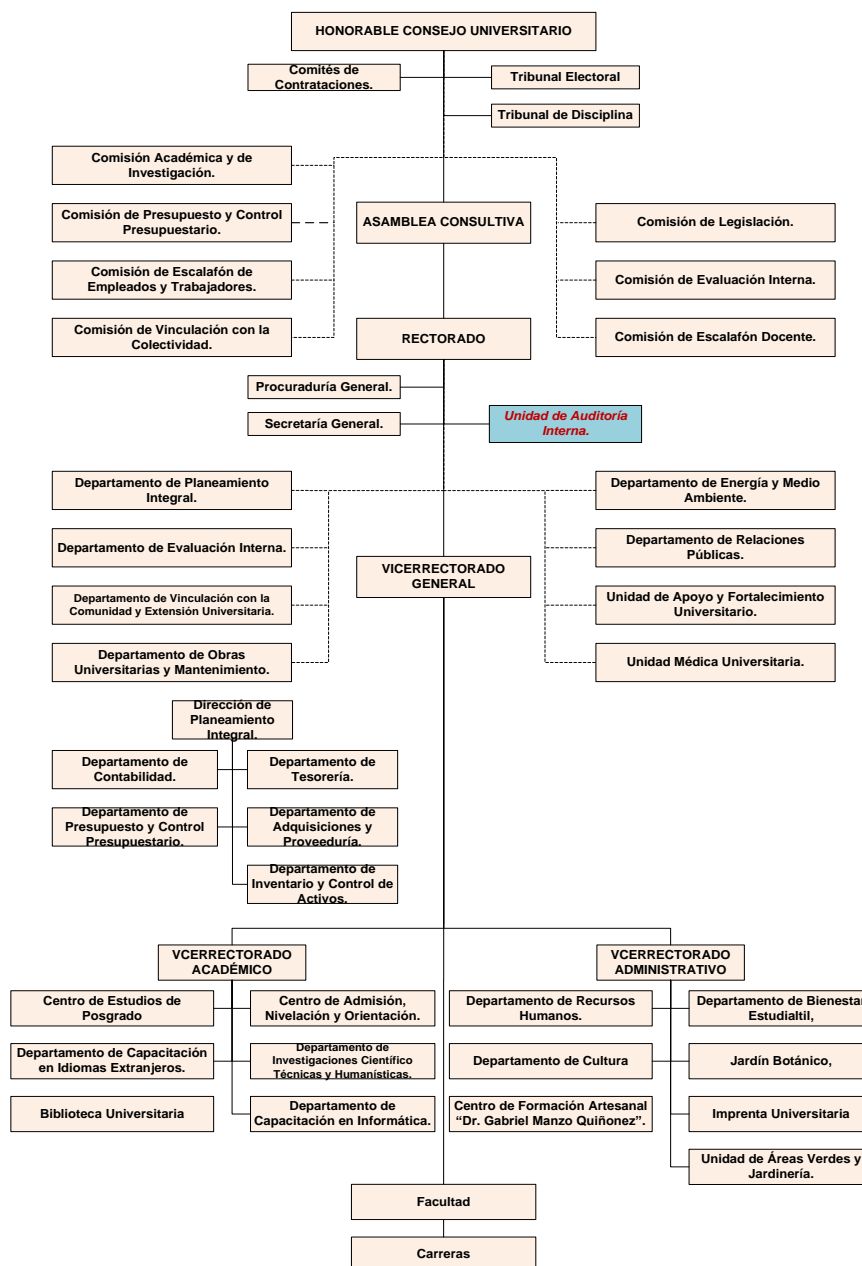 HONORABLE CONSEJO UNIVERSITARIO
Comités de
Contrataciones.
Tribunal Electoral
Tribunal de Disciplina
Comisión Académica y de
Investigación.
Comisión de Presupuesto y Control
Presupuestario.
ASAMBLEA CONSULTIVA
Comisión de Legislación.
Comisión de Escalafón de
Empleados y Trabajadores.
Comisión de Evaluación Interna.
Comisión de Vinculación con la
Colectividad.
RECTORADO
Comisión de Escalafón Docente.
Procuraduría General.
Secretaría General.
Unidad de Auditoría
Interna.
Departamento de Planeamiento
Integral.
Departamento de Energía y Medio
Ambiente.
Departamento de Evaluación Interna.
VICERRECTORADO
GENERAL
Departamento de Relaciones
Públicas.
Departamento de Vinculación con la
Comunidad y Extensión Universitaria.
Unidad de Apoyo y Fortalecimiento
Universitario.
Departamento de Obras
Universitarias y Mantenimiento.
Unidad Médica Universitaria.
Dirección de
Planeamiento
Integral.
Departamento de
Contabilidad.
Departamento de
Tesorería.
Departamento de
Presupuesto y Control
Presupuestario.
Departamento de
Adquisiciones y
Proveeduría.
Departamento de
Inventario y Control de
Activos.
VCERRECTORADO
ACADÉMICO
VCERRECTORADO
ADMINISTRATIVO
Centro de Estudios de
Posgrado
Centro de Admisión,
Nivelación y Orientación.
Departamento de Recursos
Humanos.
Departamento de Bienestar
Estudialtil,
Departamento de Capacitación
en Idiomas Extranjeros.
Departamento de
Investigaciones Científico
Técnicas y Humanísticas.
Departamento de Cultura
Jardín Botánico,
Biblioteca Universitaria
Departamento de
Capacitación en Informática.
Centro de Formación Artesanal
“Dr. Gabriel Manzo Quiñonez”.
Imprenta Universitaria
Unidad de Áreas Verdes y
Jardinería.
Facultad
Carreras